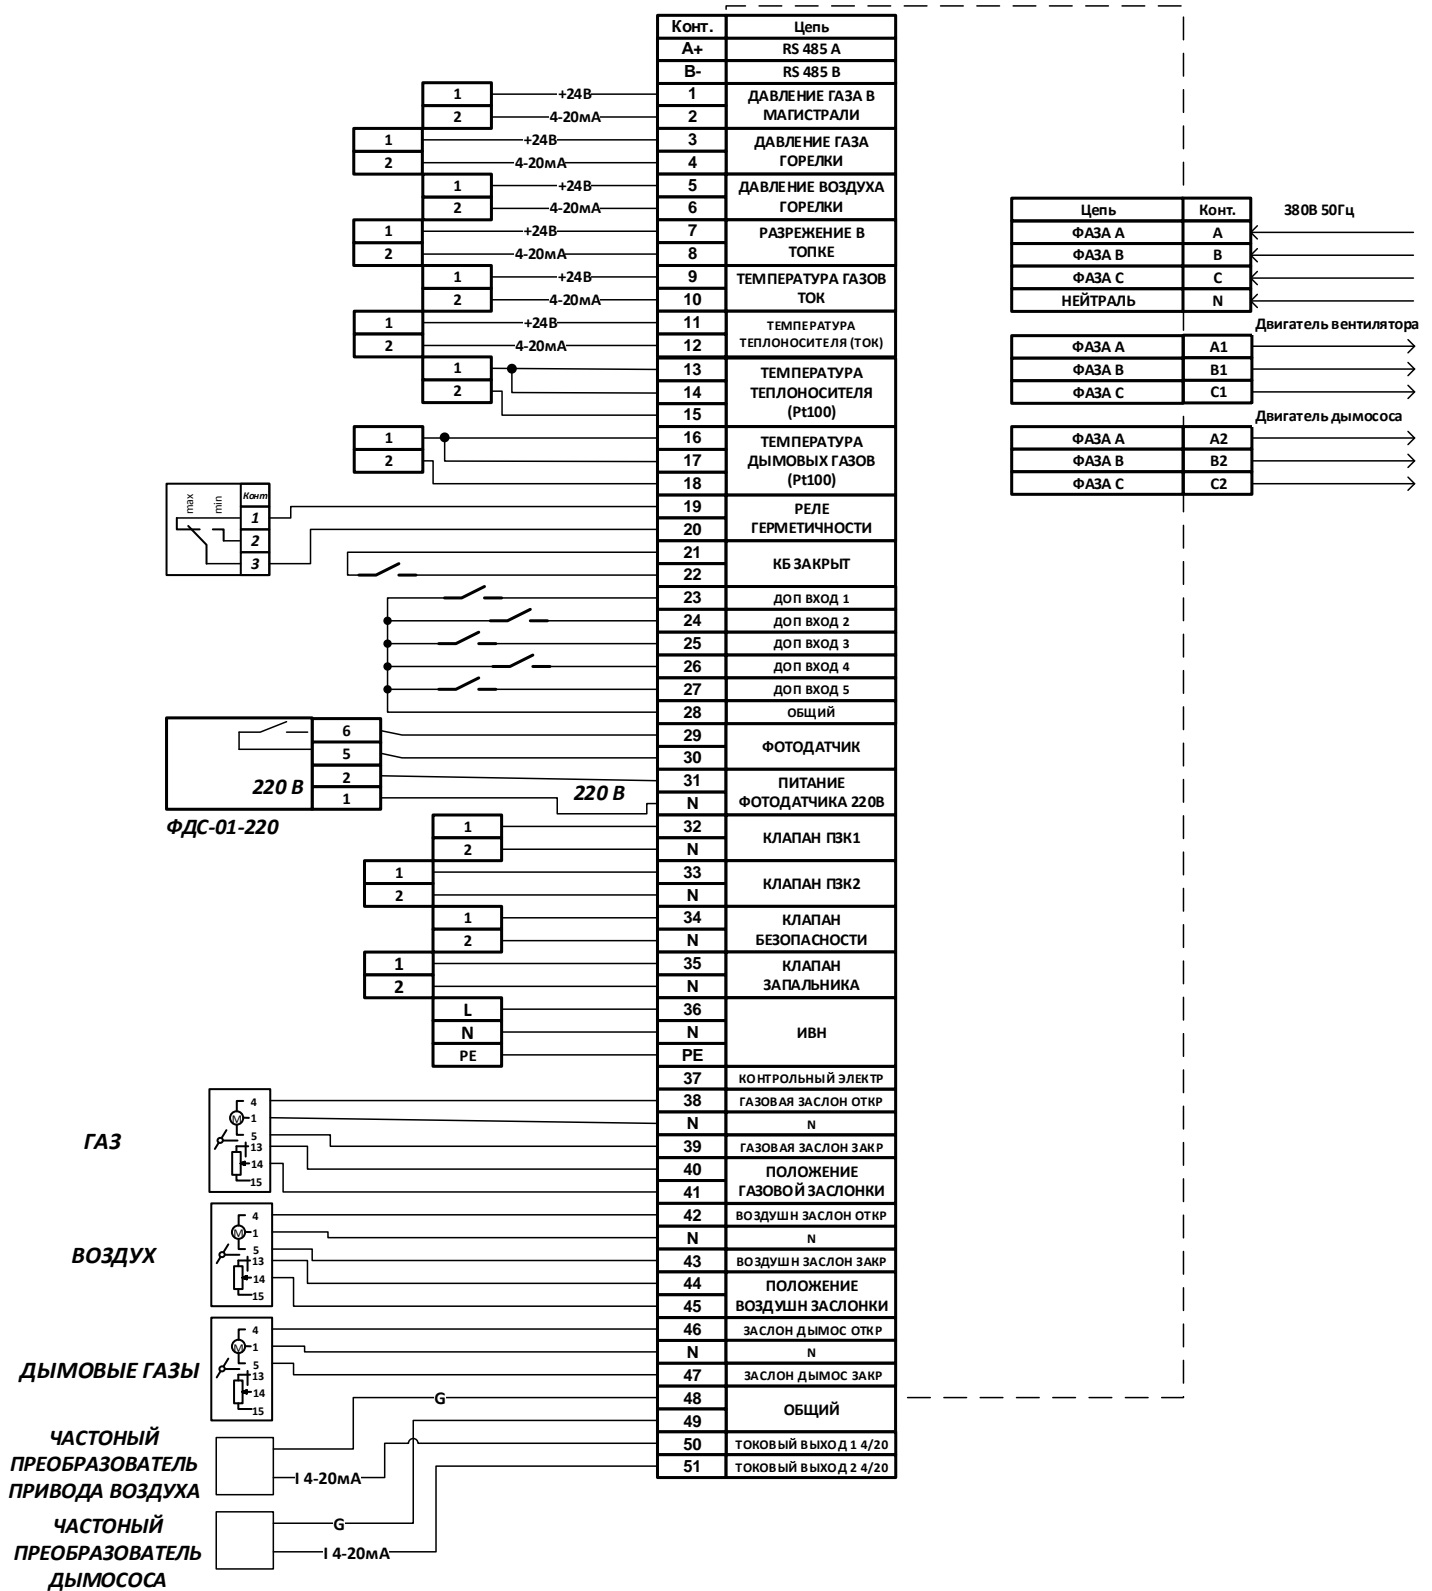 Конт. Цепь
A+ RS 485 A
B- RS 485 B
1 +24В 1 ДАВЛЕНИЕ ГАЗА В
2 4-20мА 2 МАГИСТРАЛИ
1 +24В 3 ДАВЛЕНИЕ ГАЗА
2 4-20мА 4 ГОРЕЛКИ
1 +24В 5 ДАВЛЕНИЕ ВОЗДУХА
2 4-20мА 6 ГОРЕЛКИ
1 +24В 7 РАЗРЕЖЕНИЕ В
2 4-20мА 8 ТОПКЕ
1 +24В 9 ТЕМПЕРАТУРА ГАЗОВ
2 4-20мА 10 ТОК
1 +24В 11 ТЕМПЕРАТУРА
2 4-20мА 12 ТЕПЛОНОСИТЕЛЯ (ТОК)
1 13 ТЕМПЕРАТУРА
2 14 ТЕПЛОНОСИТЕЛЯ
15 (Pt100)
1 16 ТЕМПЕРАТУРА
2 17 ДЫМОВЫХ ГАЗОВ
18 (Pt100)
max min Конт
1 19 РЕЛЕ
2 20 ГЕРМЕТИЧНОСТИ
3
21 КБ ЗАКРЫТ
22
23 ДОП ВХОД 1
24 ДОП ВХОД 2
25 ДОП ВХОД 3
26 ДОП ВХОД 4
27 ДОП ВХОД 5
28 ОБЩИЙ
6 29 ФОТОДАТЧИК
5 30
220 В 2 31 ПИТАНИЕ
1 220 В N ФОТОДАТЧИКА 220В
ФДС-01-220
1 32 КЛАПАН ПЗК1
2 N
1 33 КЛАПАН ПЗК2
2 N
1 34 КЛАПАН
2 N БЕЗОПАСНОСТИ
1 35 КЛАПАН
2 N ЗАПАЛЬНИКА
L 36
N N ИВН
PE PE
37 КОНТРОЛЬНЫЙ ЭЛЕКТР
4 38 ГАЗОВАЯ ЗАСЛОН ОТКР
M 1 N N
ГАЗ
5 39 ГАЗОВАЯ ЗАСЛОН ЗАКР
13 40 ПОЛОЖЕНИЕ
14 41 ГАЗОВОЙ ЗАСЛОНКИ
15
4 42 ВОЗДУШН ЗАСЛОН ОТКР
M 1 N N
ВОЗДУХ
5 43 ВОЗДУШН ЗАСЛОН ЗАКР
13 44 ПОЛОЖЕНИЕ
14 45 ВОЗДУШН ЗАСЛОНКИ
15
4 46 ЗАСЛОН ДЫМОС ОТКР
M 1 N N
ДЫМОВЫЕ ГАЗЫ
5 47 ЗАСЛОН ДЫМОС ЗАКР
13
14
15
G 48 ОБЩИЙ
49
50 ТОКОВЫЙ ВЫХОД 1 4/20
51 ТОКОВЫЙ ВЫХОД 2 4/20
ЧАСТОНЫЙ
ПРЕОБРАЗОВАТЕЛЬ
ПРИВОДА ВОЗДУХА
I 4-20мА
ЧАСТОНЫЙ
ПРЕОБРАЗОВАТЕЛЬ
ДЫМОСОСА
G
I 4-20мА
Цепь Конт. 380В 50Гц
ФАЗА А A
ФАЗА В B
ФАЗА С C
НЕЙТРАЛЬ N
Двигатель вентилятора
ФАЗА А A1
ФАЗА В B1
ФАЗА С C1
Двигатель дымососа
ФАЗА А A2
ФАЗА В B2
ФАЗА С C2